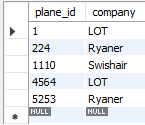 plane_id company
1 LOT
224 Ryaner
1110 Swishair
4564 LOT
5253 Ryaner
NULL NULL